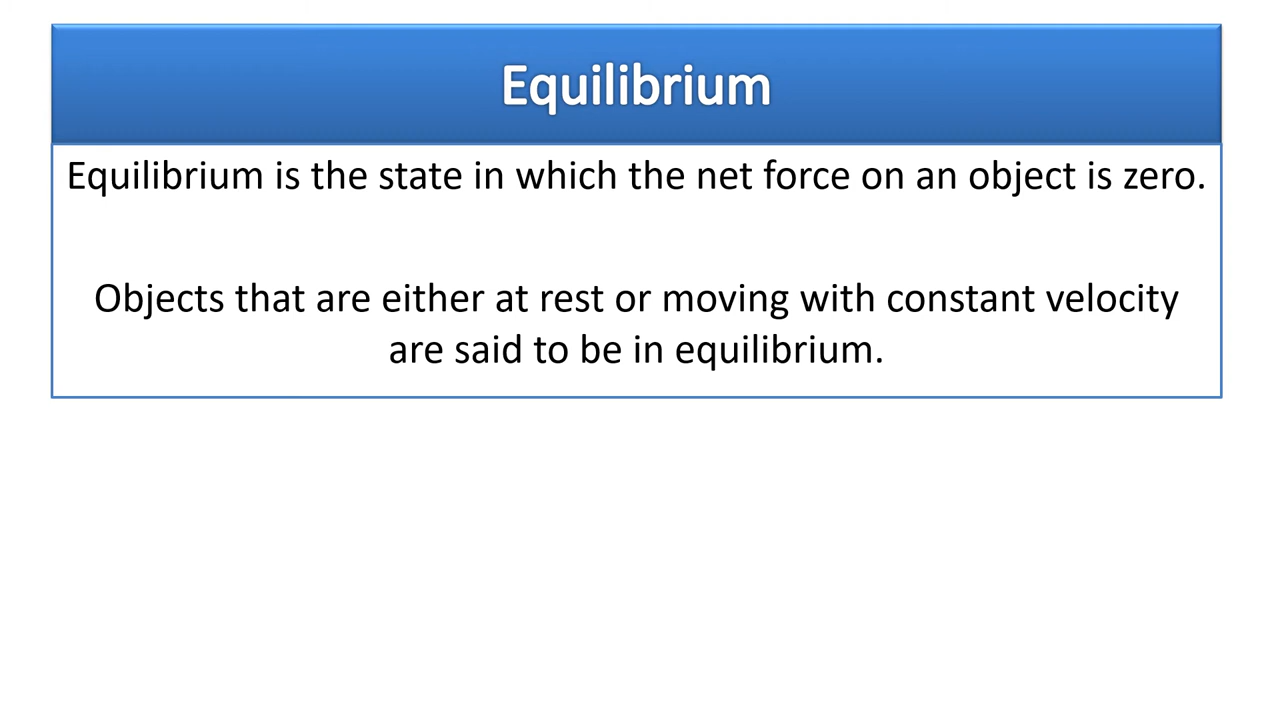 Equilibrium
Equilibrium is the state in which the net force on an object is zero.
Objects that are either at rest or moving with constant velocity
are said to be in equilibrium.